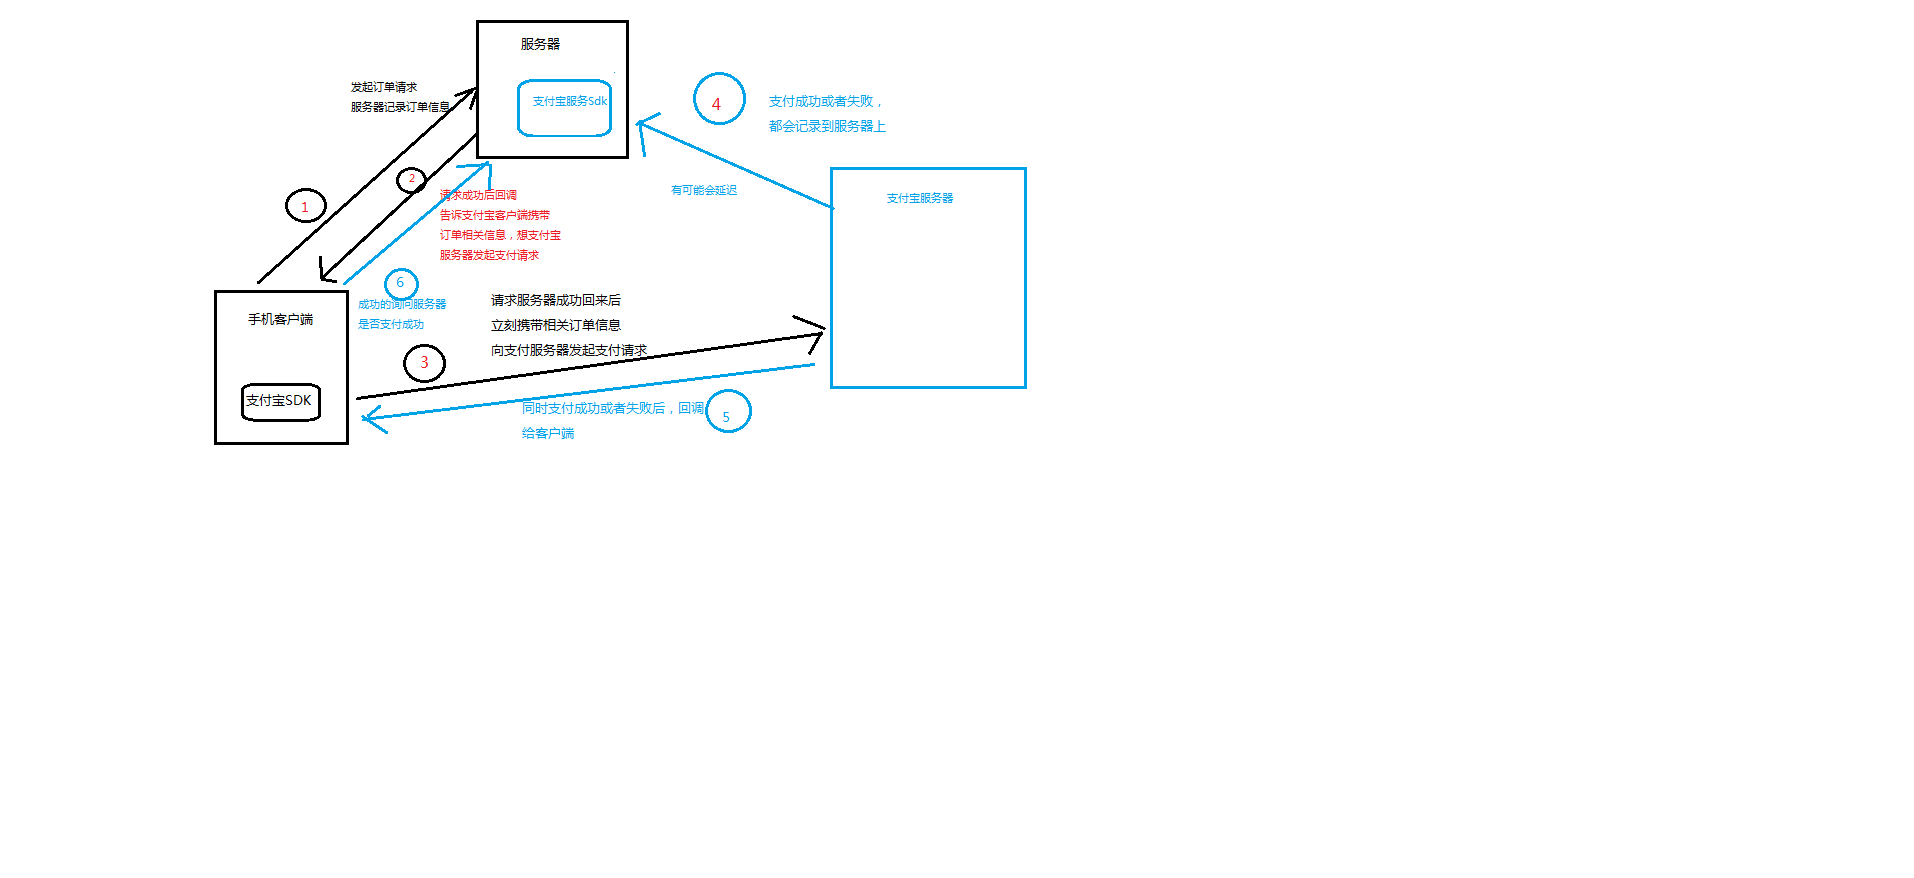 服务器
发起订单请求
服务器记录订单信息
支付宝服务Sdk
4
支付成功或者失败，
都会记录到服务器上
有可能会延迟
支付宝服务器
1
2
请求成功后回调
告诉支付宝客户端携带
订单相关信息，想支付宝
服务器发起支付请求
6
成功的询问服务器
是否支付成功
手机客户端
请求服务器成功回来后
立刻携带相关订单信息
向支付服务器发起支付请求
3
支付宝SDK
同时支付成功或者失败后，回调
给客户端
5